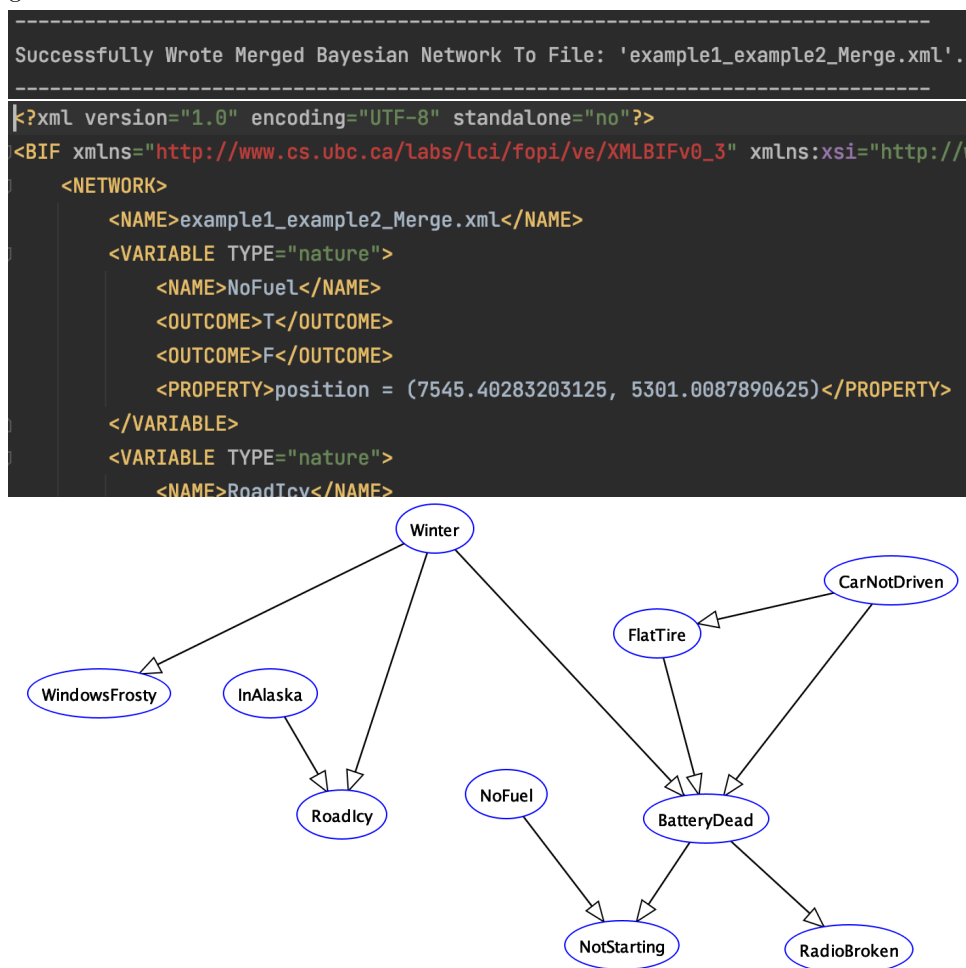 ------------------------------------------------------------------------------
Successfully Wrote Merged Bayesian Network To File: 'example1_example2_Merge.xml'.
------------------------------------------------------------------------------
<?xml version="1.0" encoding="UTF-8" standalone="no"?>
<BIF xmlns="http://www.cs.ubc.ca/labs/lci/fopi/ve/XMLBIFv0_3" xmlns:xsi="http://
<NETWORK>
<NAME>example1_example2_Merge.xml</NAME>
<VARIABLE TYPE="nature">
<NAME>NoFuel</NAME>
<OUTCOME>T</OUTCOME>
<OUTCOME>F</OUTCOME>
<PROPERTY>position = (7545.40283203125, 5301.0087890625)</PROPERTY>
</VARIABLE>
<VARIABLE TYPE="nature">
<NAME>RoadIcy</NAME>
Winter
CarNotDriven
FlatTire
WindowsFrosty
InAlaska
NoFuel
RoadIcy
BatteryDead
NotStarting
RadioBroken